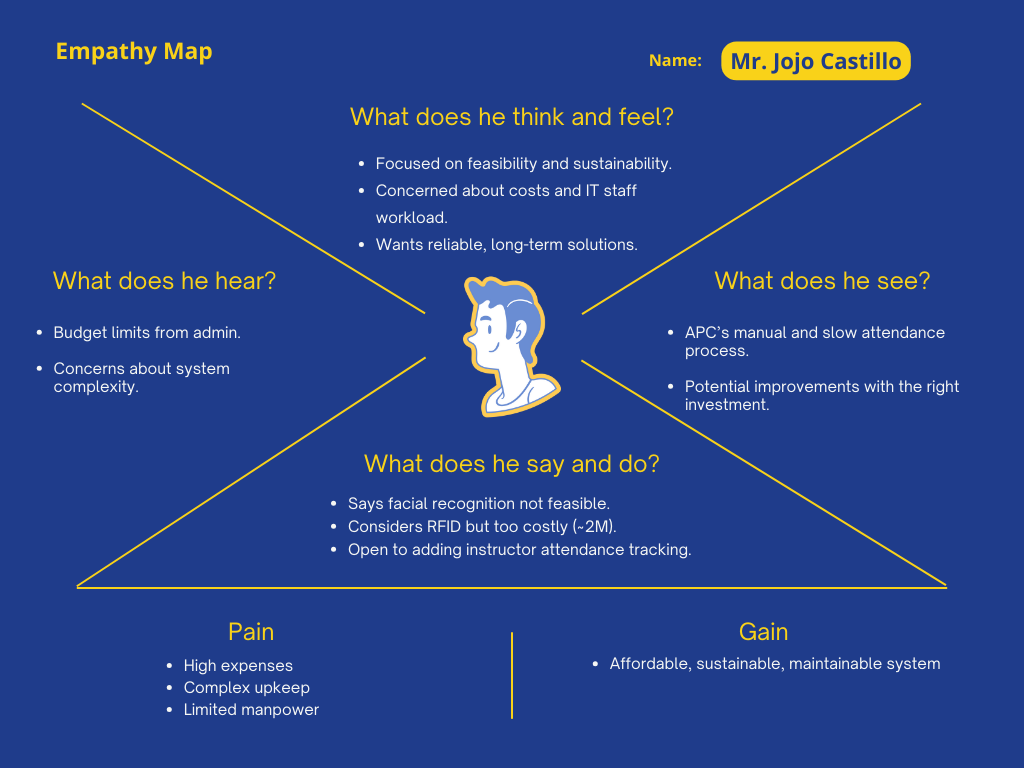 Empathy Map
Name:
Mr. Jojo Castillo
What does he think and feel?
• Focused on feasibility and sustainability.
• Concerned about costs and IT staff
workload.
• Wants reliable, long-term solutions.
What does he hear?
• Budget limits from admin.
• Concerns about system
complexity.
What does he see?
• APC’s manual and slow attendance
process.
• Potential improvements with the right
investment.
What does he say and do?
• Says facial recognition not feasible.
• Considers RFID but too costly (~2M).
• Open to adding instructor attendance tracking.
Pain
• High expenses
• Complex upkeep
• Limited manpower
Gain
• Affordable, sustainable, maintainable system